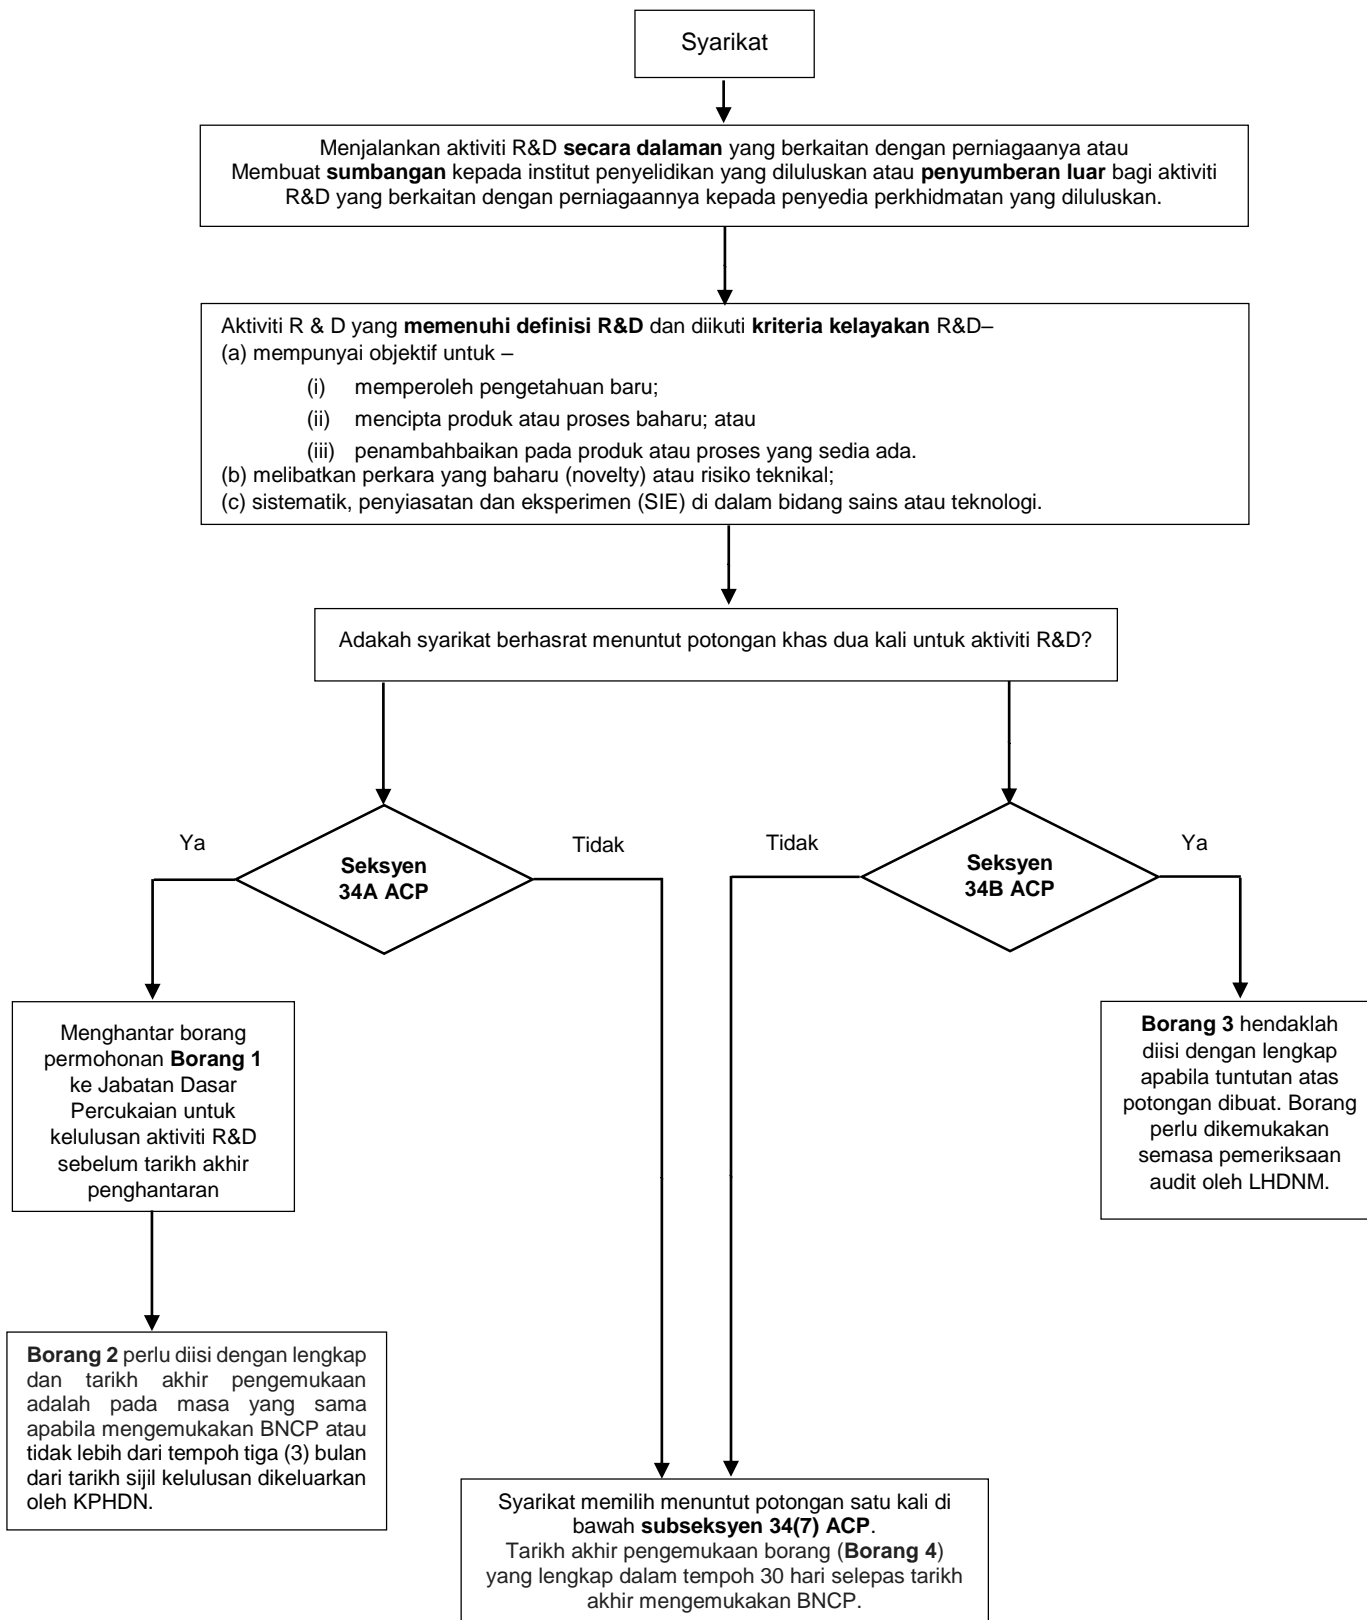 Syarikat
Menjalankan aktiviti R&D secara dalaman yang berkaitan dengan perniagaanya atau
Membuat sumbangan kepada institut penyelidikan yang diluluskan atau penyumberan luar bagi aktiviti
R&D yang berkaitan dengan perniagaannya kepada penyedia perkhidmatan yang diluluskan.
Aktiviti R & D yang memenuhi definisi R&D dan diikuti kriteria kelayakan R&D–
(a) mempunyai objektif untuk –
(i) memperoleh pengetahuan baru;
(ii) mencipta produk atau proses baharu; atau
(iii) penambahbaikan pada produk atau proses yang sedia ada.
(b) melibatkan perkara yang baharu (novelty) atau risiko teknikal;
(c) sistematik, penyiasatan dan eksperimen (SIE) di dalam bidang sains atau teknologi.
Adakah syarikat berhasrat menuntut potongan khas dua kali untuk aktiviti R&D?
Ya
Seksyen
34A ACP
Tidak
Tidak
Seksyen
34B ACP
Ya
Menghantar borang
permohonan Borang 1
ke Jabatan Dasar
Percukaian untuk
kelulusan aktiviti R&D
sebelum tarikh akhir
penghantaran
Borang 3 hendaklah
diisi dengan lengkap
apabila tuntutan atas
potongan dibuat. Borang
perlu dikemukakan
semasa pemeriksaan
audit oleh LHDNM.
Borang 2 perlu diisi dengan lengkap
dan tarikh akhir pengemukaan
adalah pada masa yang sama
apabila mengemukakan BNCP atau
tidak lebih dari tempoh tiga (3) bulan
dari tarikh sijil kelulusan dikeluarkan
oleh KPHDN.
Syarikat memilih menuntut potongan satu kali di
bawah subseksyen 34(7) ACP.
Tarikh akhir pengemukaan borang (Borang 4)
yang lengkap dalam tempoh 30 hari selepas tarikh
akhir mengemukakan BNCP.